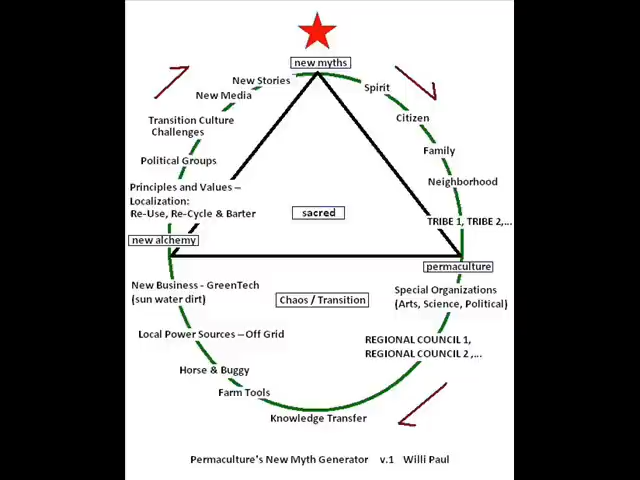 new myths
New Stories
Spirit
New Media
Citizen
Transition Culture
Challenges
Family
Political Groups
Neighborhood
Principles and Values –
Localization:
Re-Use, Re-Cycle & Barter
sacred
TRIBE 1, TRIBE 2,...
new alchemy
permaculture
New Business - GreenTech
(sun water dirt)
Chaos / Transition
Special Organizations
(Arts, Science, Political)
Local Power Sources – Off Grid
REGIONAL COUNCIL 1,
REGIONAL COUNCIL 2 ,...
Horse & Buggy
Farm Tools
Knowledge Transfer
Permaculture's New Myth Generator v.1 Willi Paul